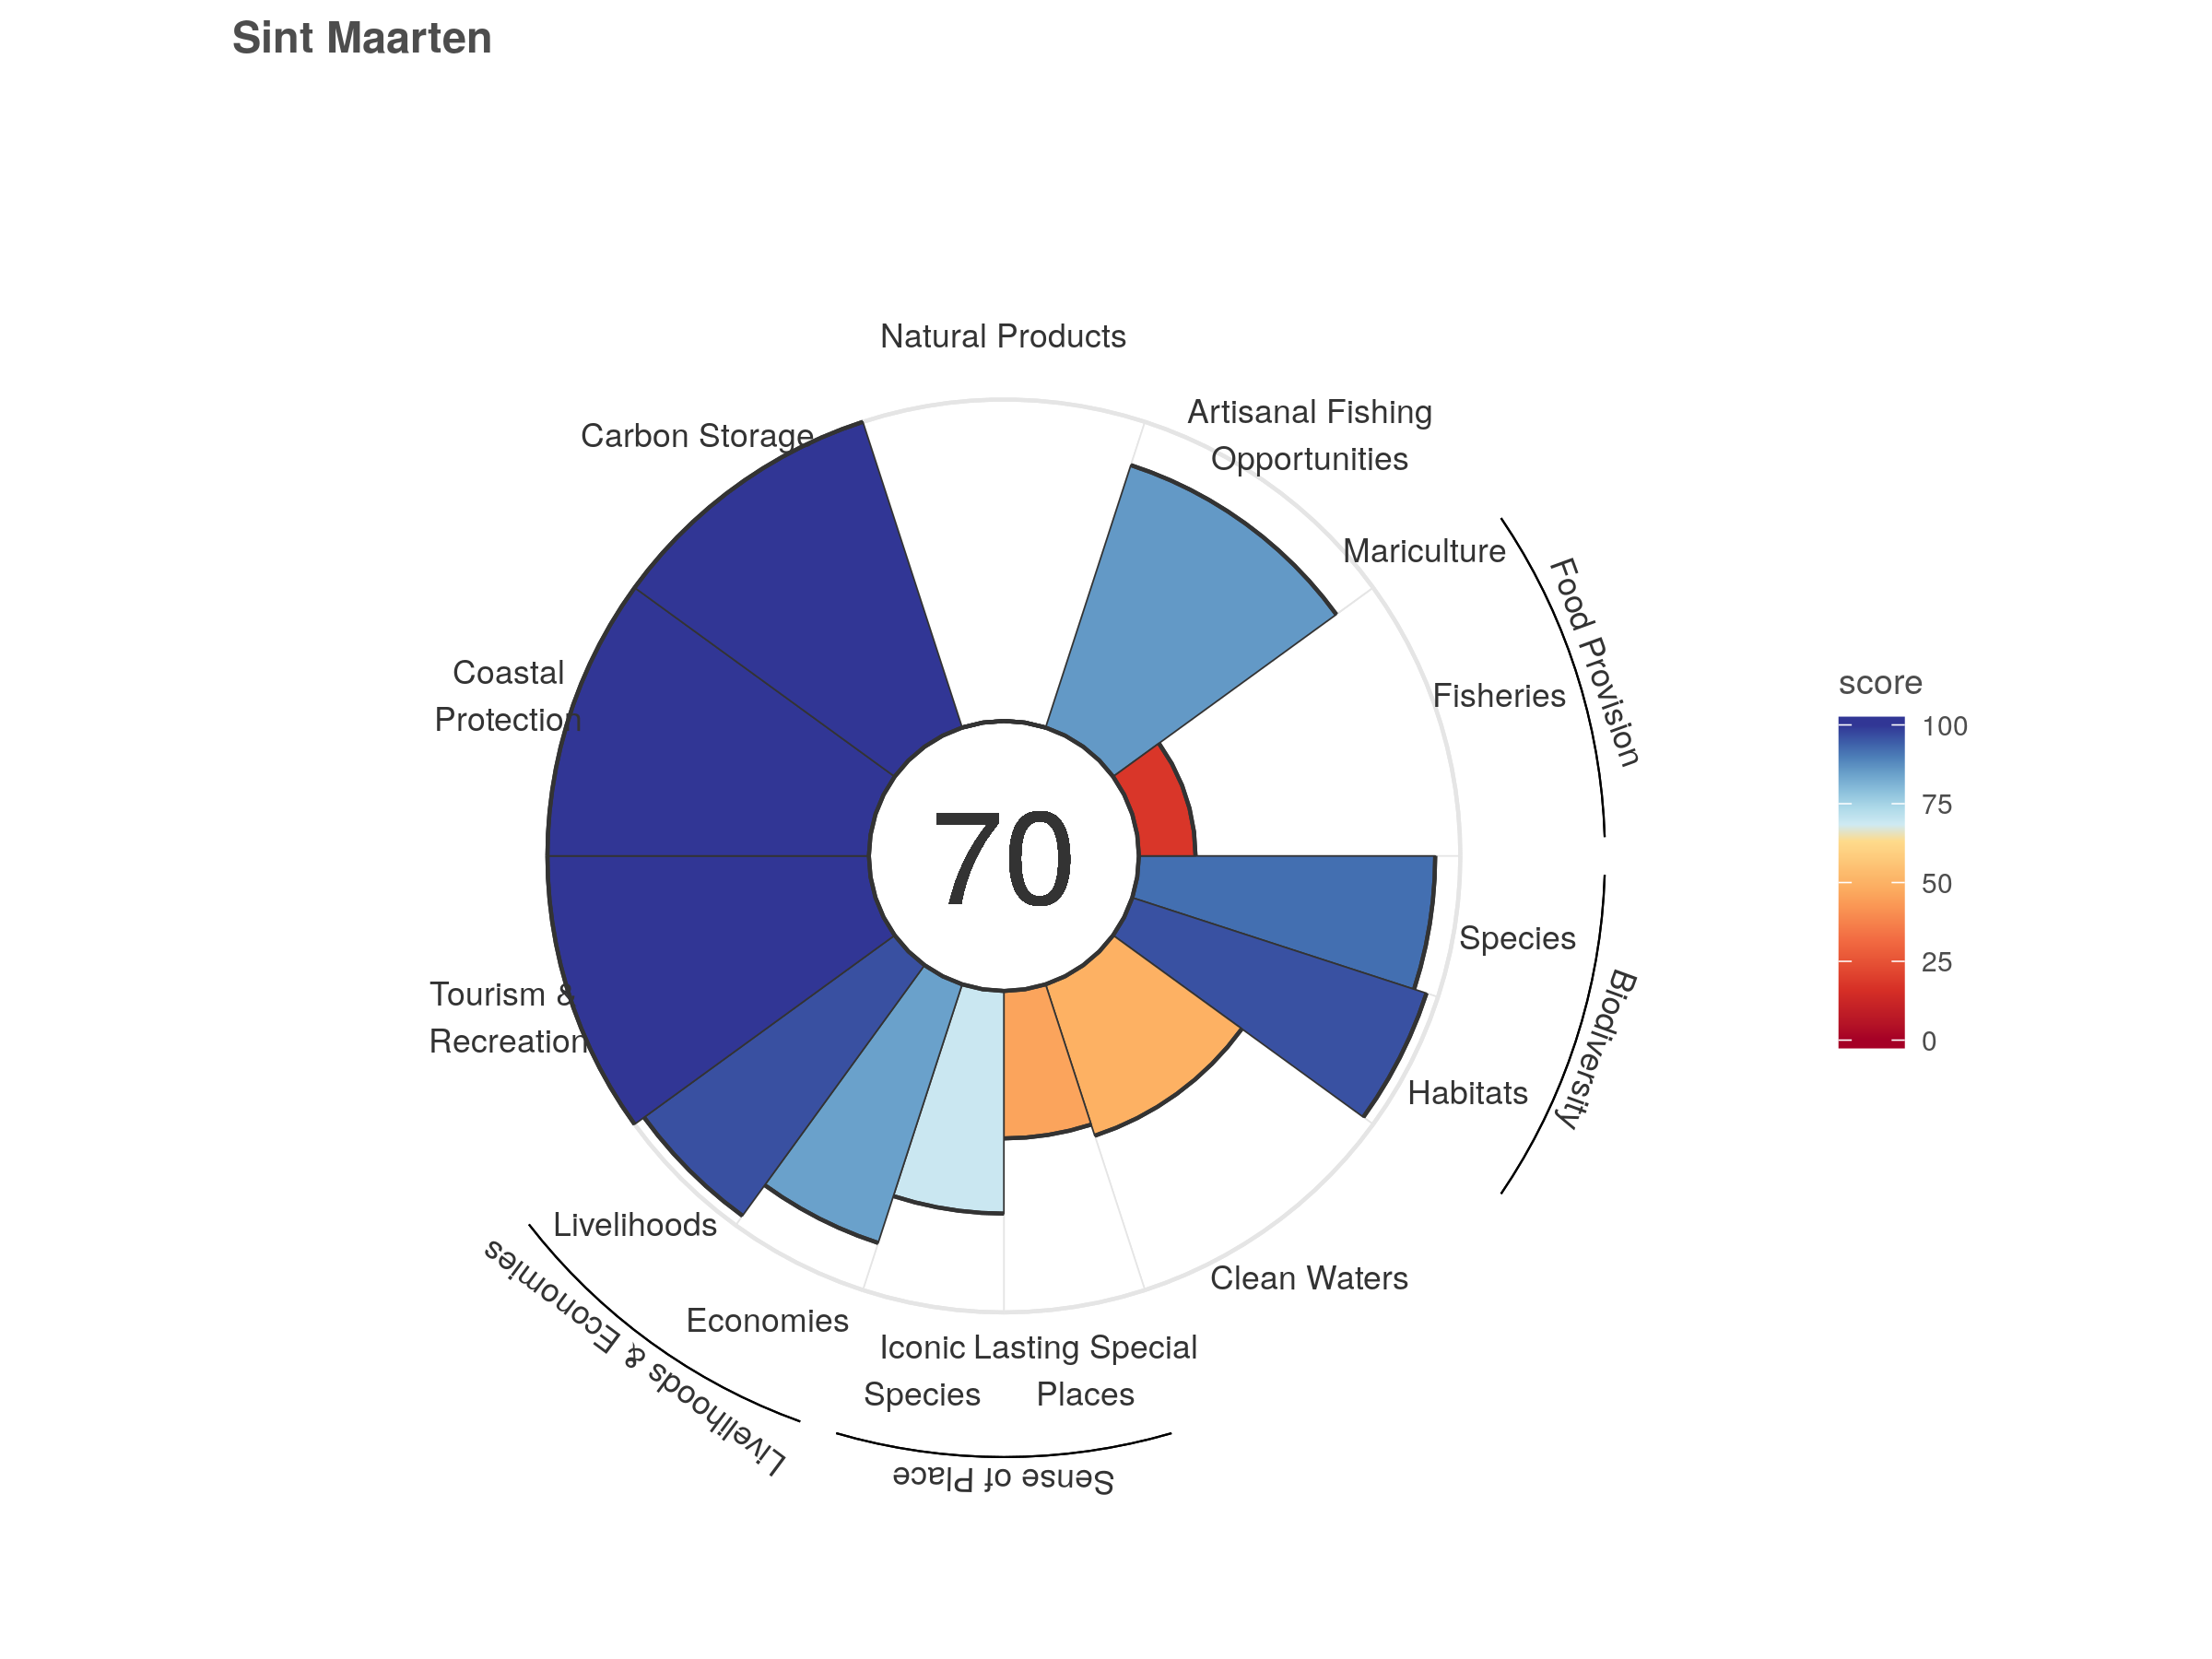 Sint Maarten
Natural Products
Artisanal Fishing
Opportunities
Carbon Storage
Mariculture
Food Provision
Fisheries
Coastal
Protection
70
Species
Biodiversity
Habitats
Tourism &
Recreation
Livelihoods
Livelihoods & Economies
Economies
Clean Waters
Iconic
Species
Lasting Special
Places
Sense of Place
score
100
75
50
25
0